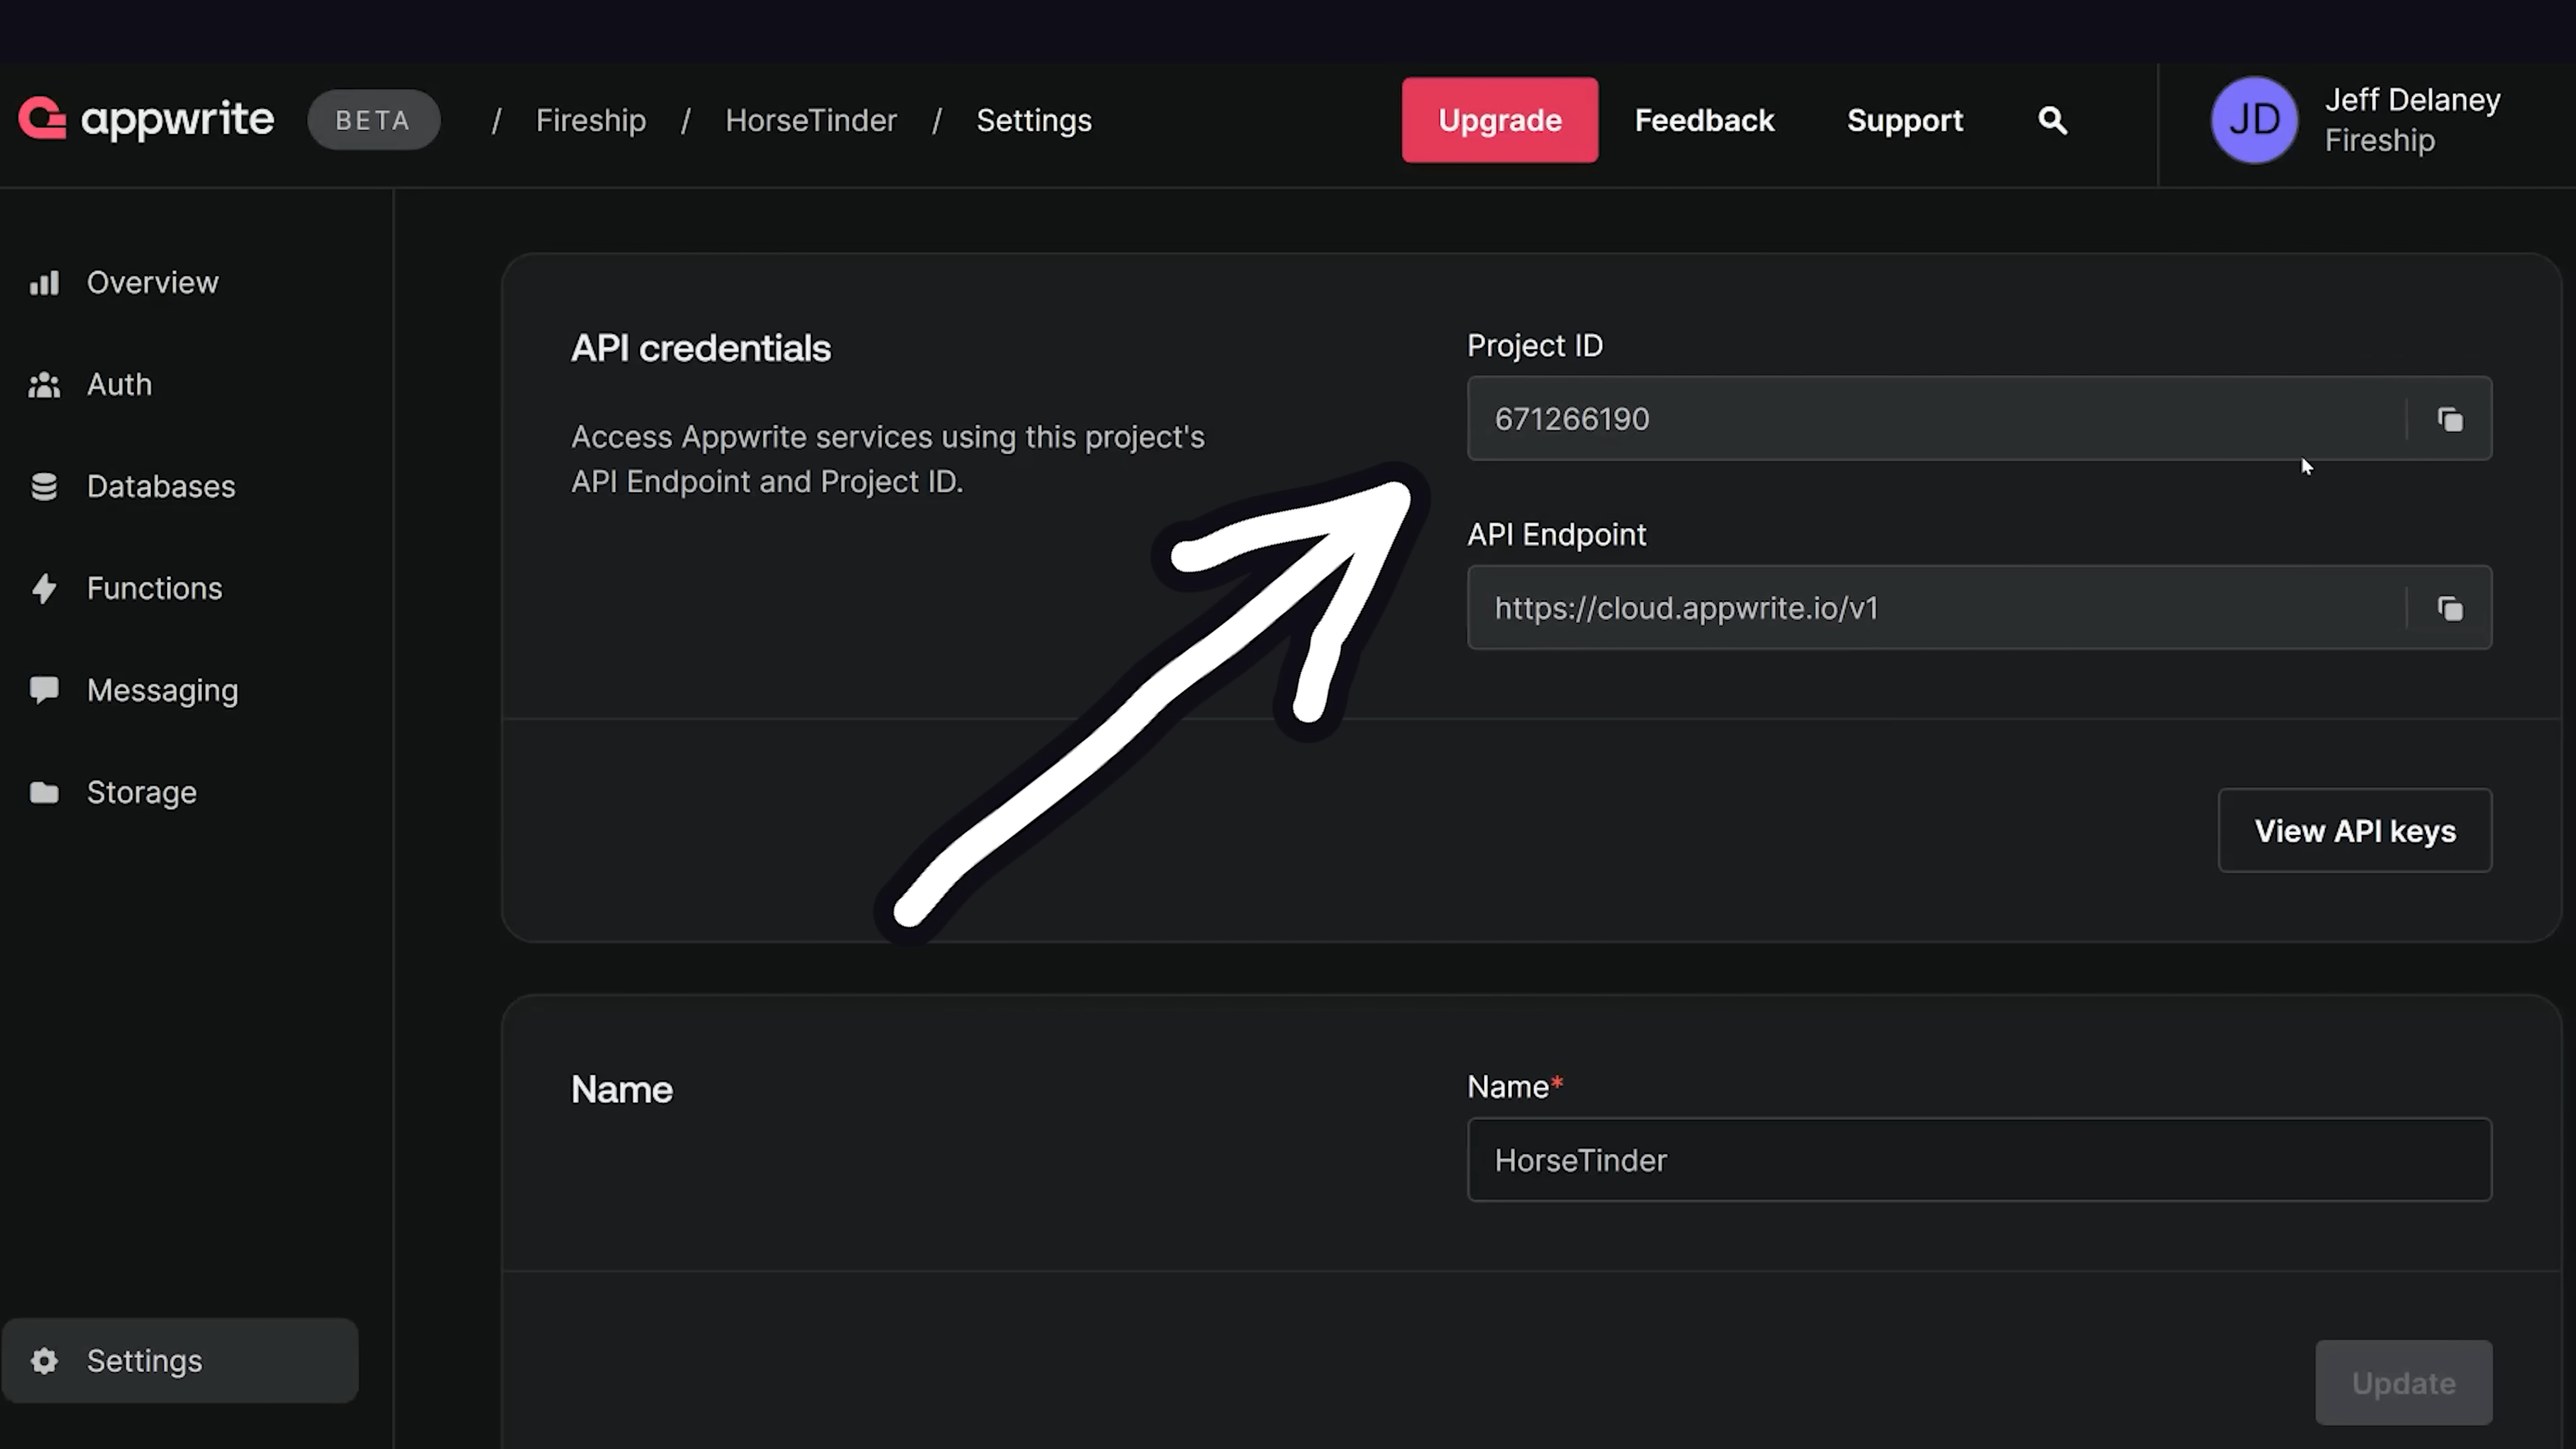 appwrite BETA / Fireship / HorseTinder / Settings Upgrade Feedback Support JD Jeff Delaney
Fireship
Overview
Auth
Databases
Functions
Messaging
Storage
Settings
API credentials
Access Appwrite services using this project's
API Endpoint and Project ID.
Project ID
671266190
API Endpoint
https://cloud.appwrite.io/v1
View API keys
Name
Name*
HorseTinder
Update